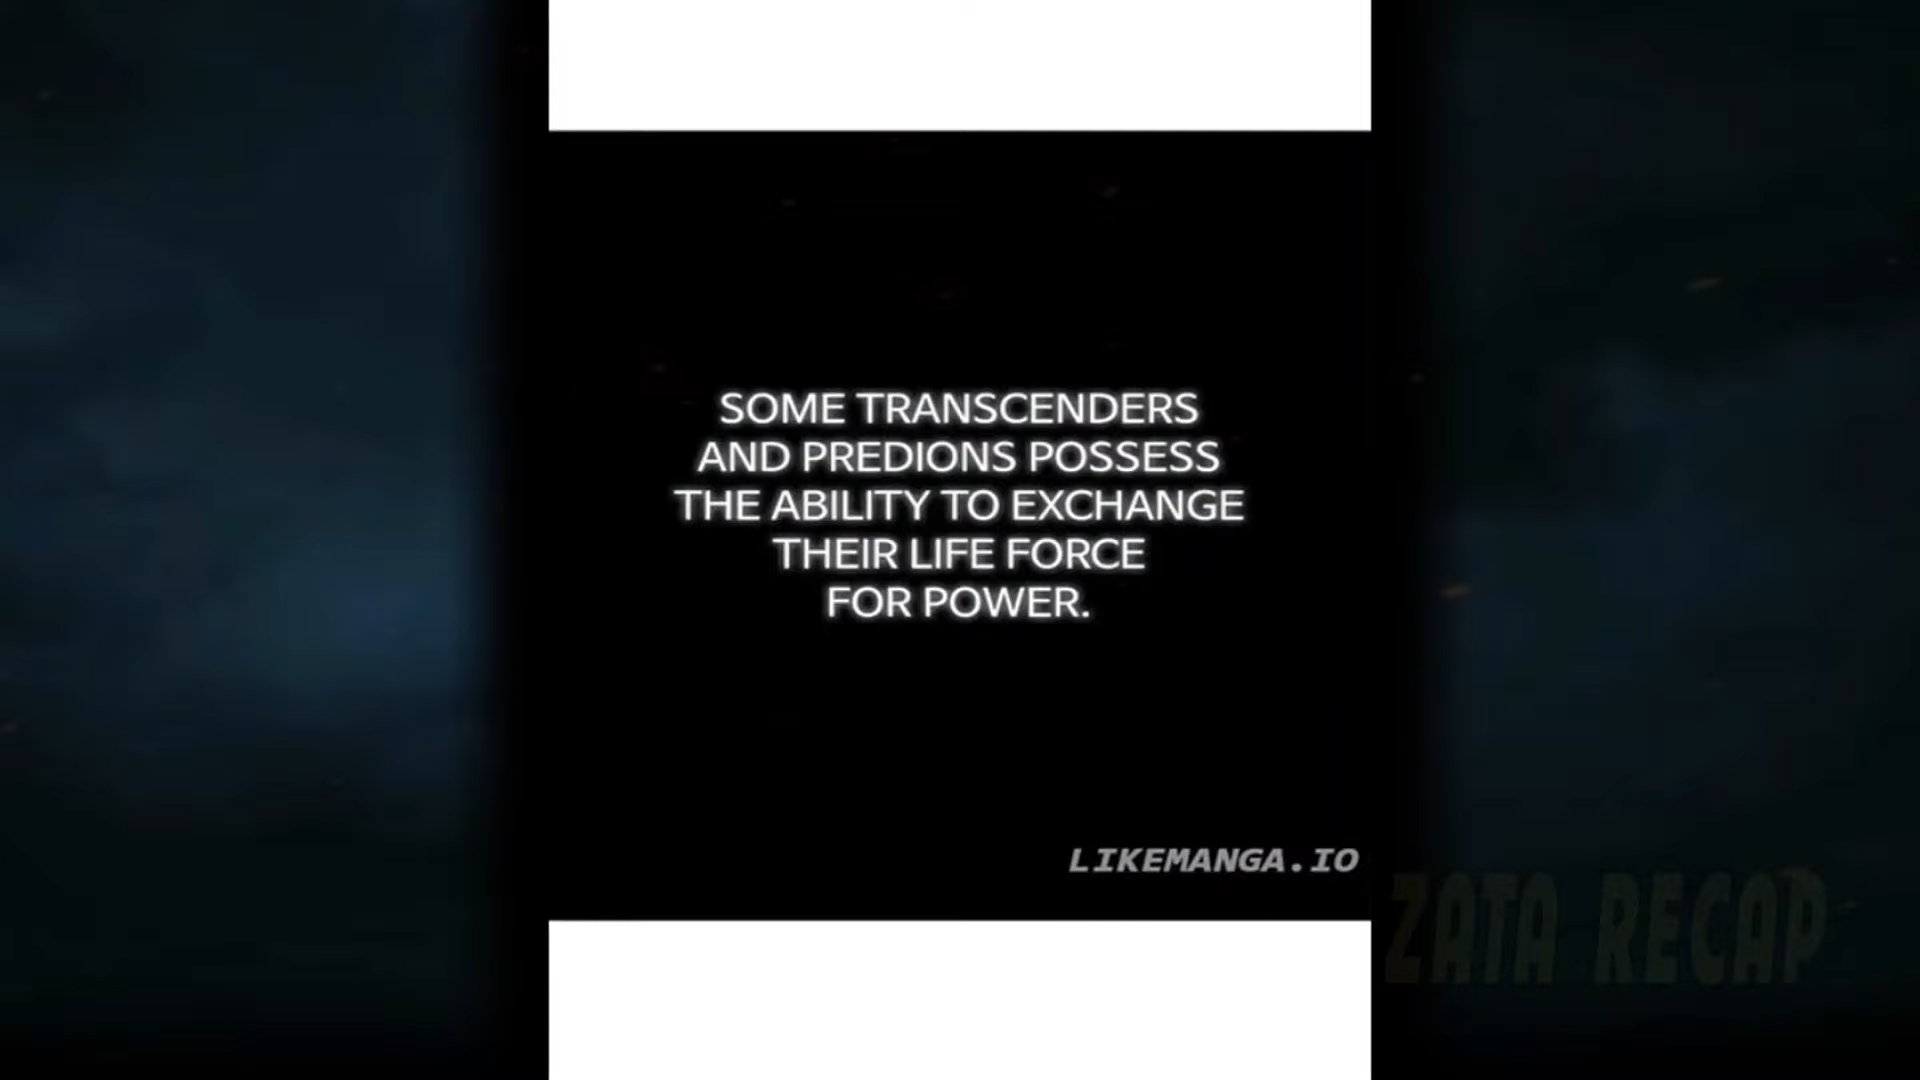 SOME TRANSCENDERS
AND PREDIONS POSSESS
THE ABILITY TO EXCHANGE
THEIR LIFE FORCE
FOR POWER.
LIKEMANGA.IO
ZATA RECAP